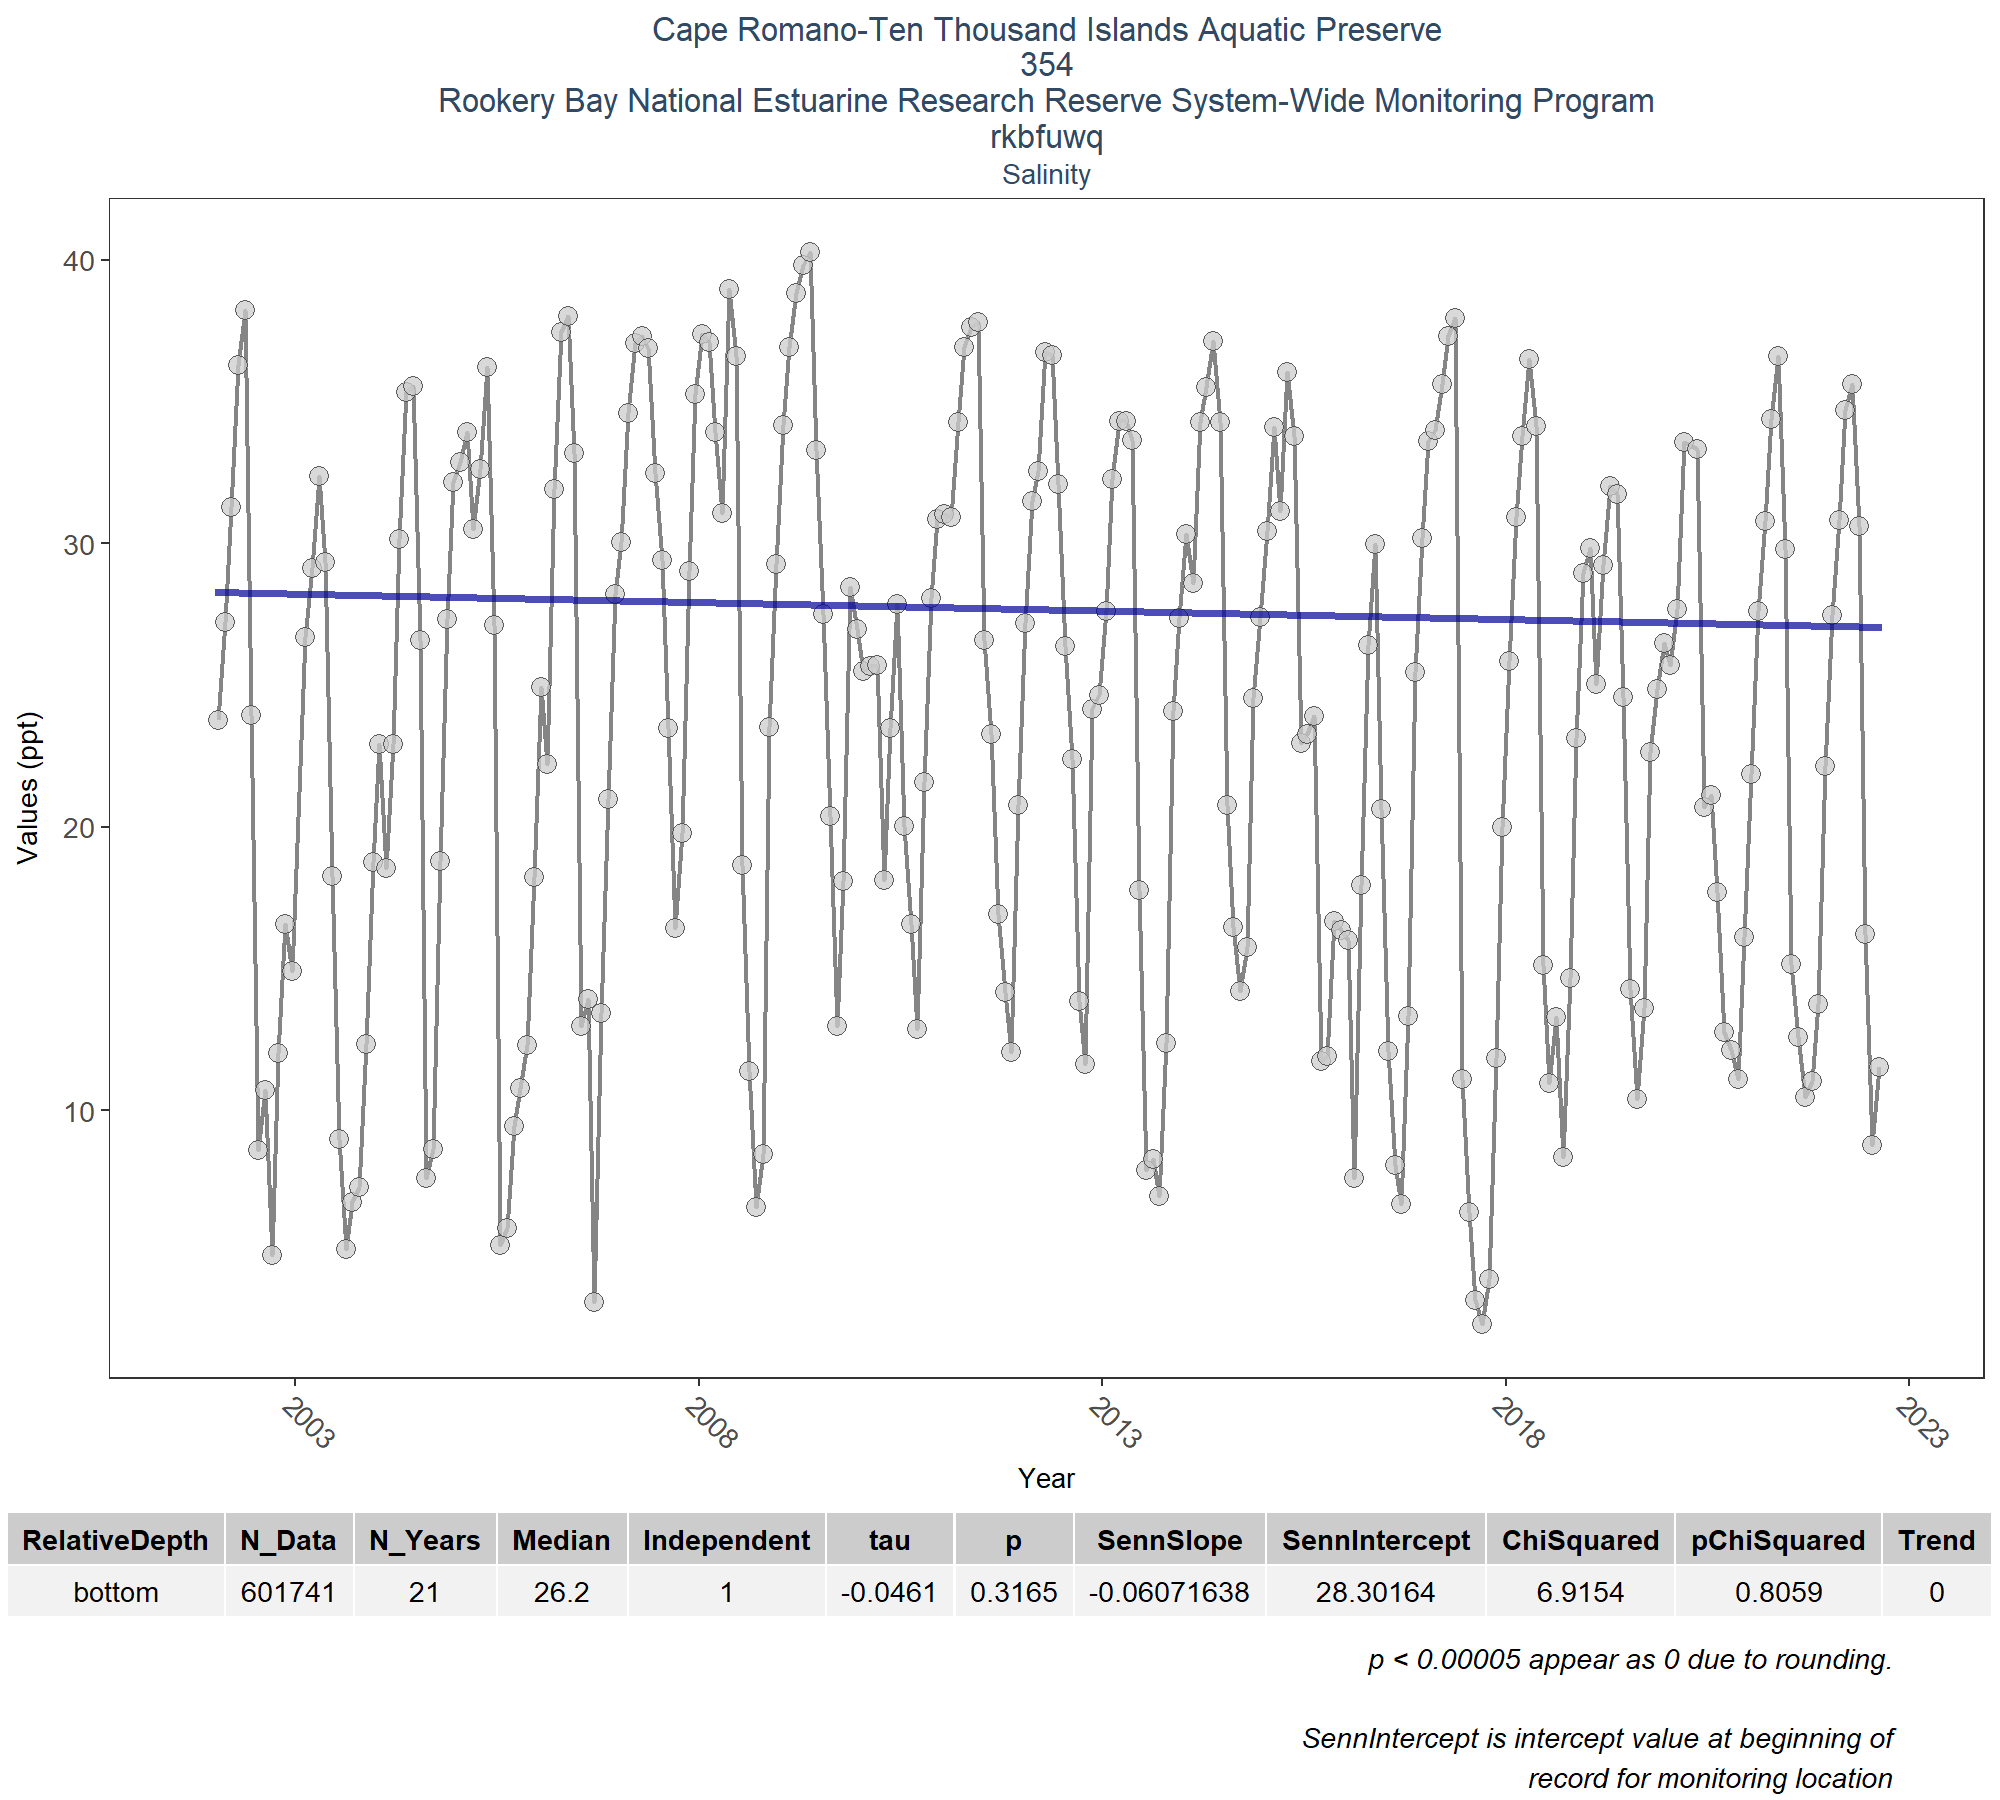 Cape Romano-Ten Thousand Islands Aquatic Preserve
354
Rookery Bay National Estuarine Research Reserve System-Wide Monitoring Program
rkbfuwq
Salinity
40
30
20
10
Values (ppt)
2003 2008 2013 2018 2023
Year
RelativeDepth N_Data N_Years Median Independent tau p SennSlope SennIntercept ChiSquared pChiSquared Trend
bottom 601741 21 26.2 1 -0.0461 0.3165 -0.06071638 28.30164 6.9154 0.8059 0
p < 0.00005 appear as 0 due to rounding.
SennIntercept is intercept value at beginning of
record for monitoring location